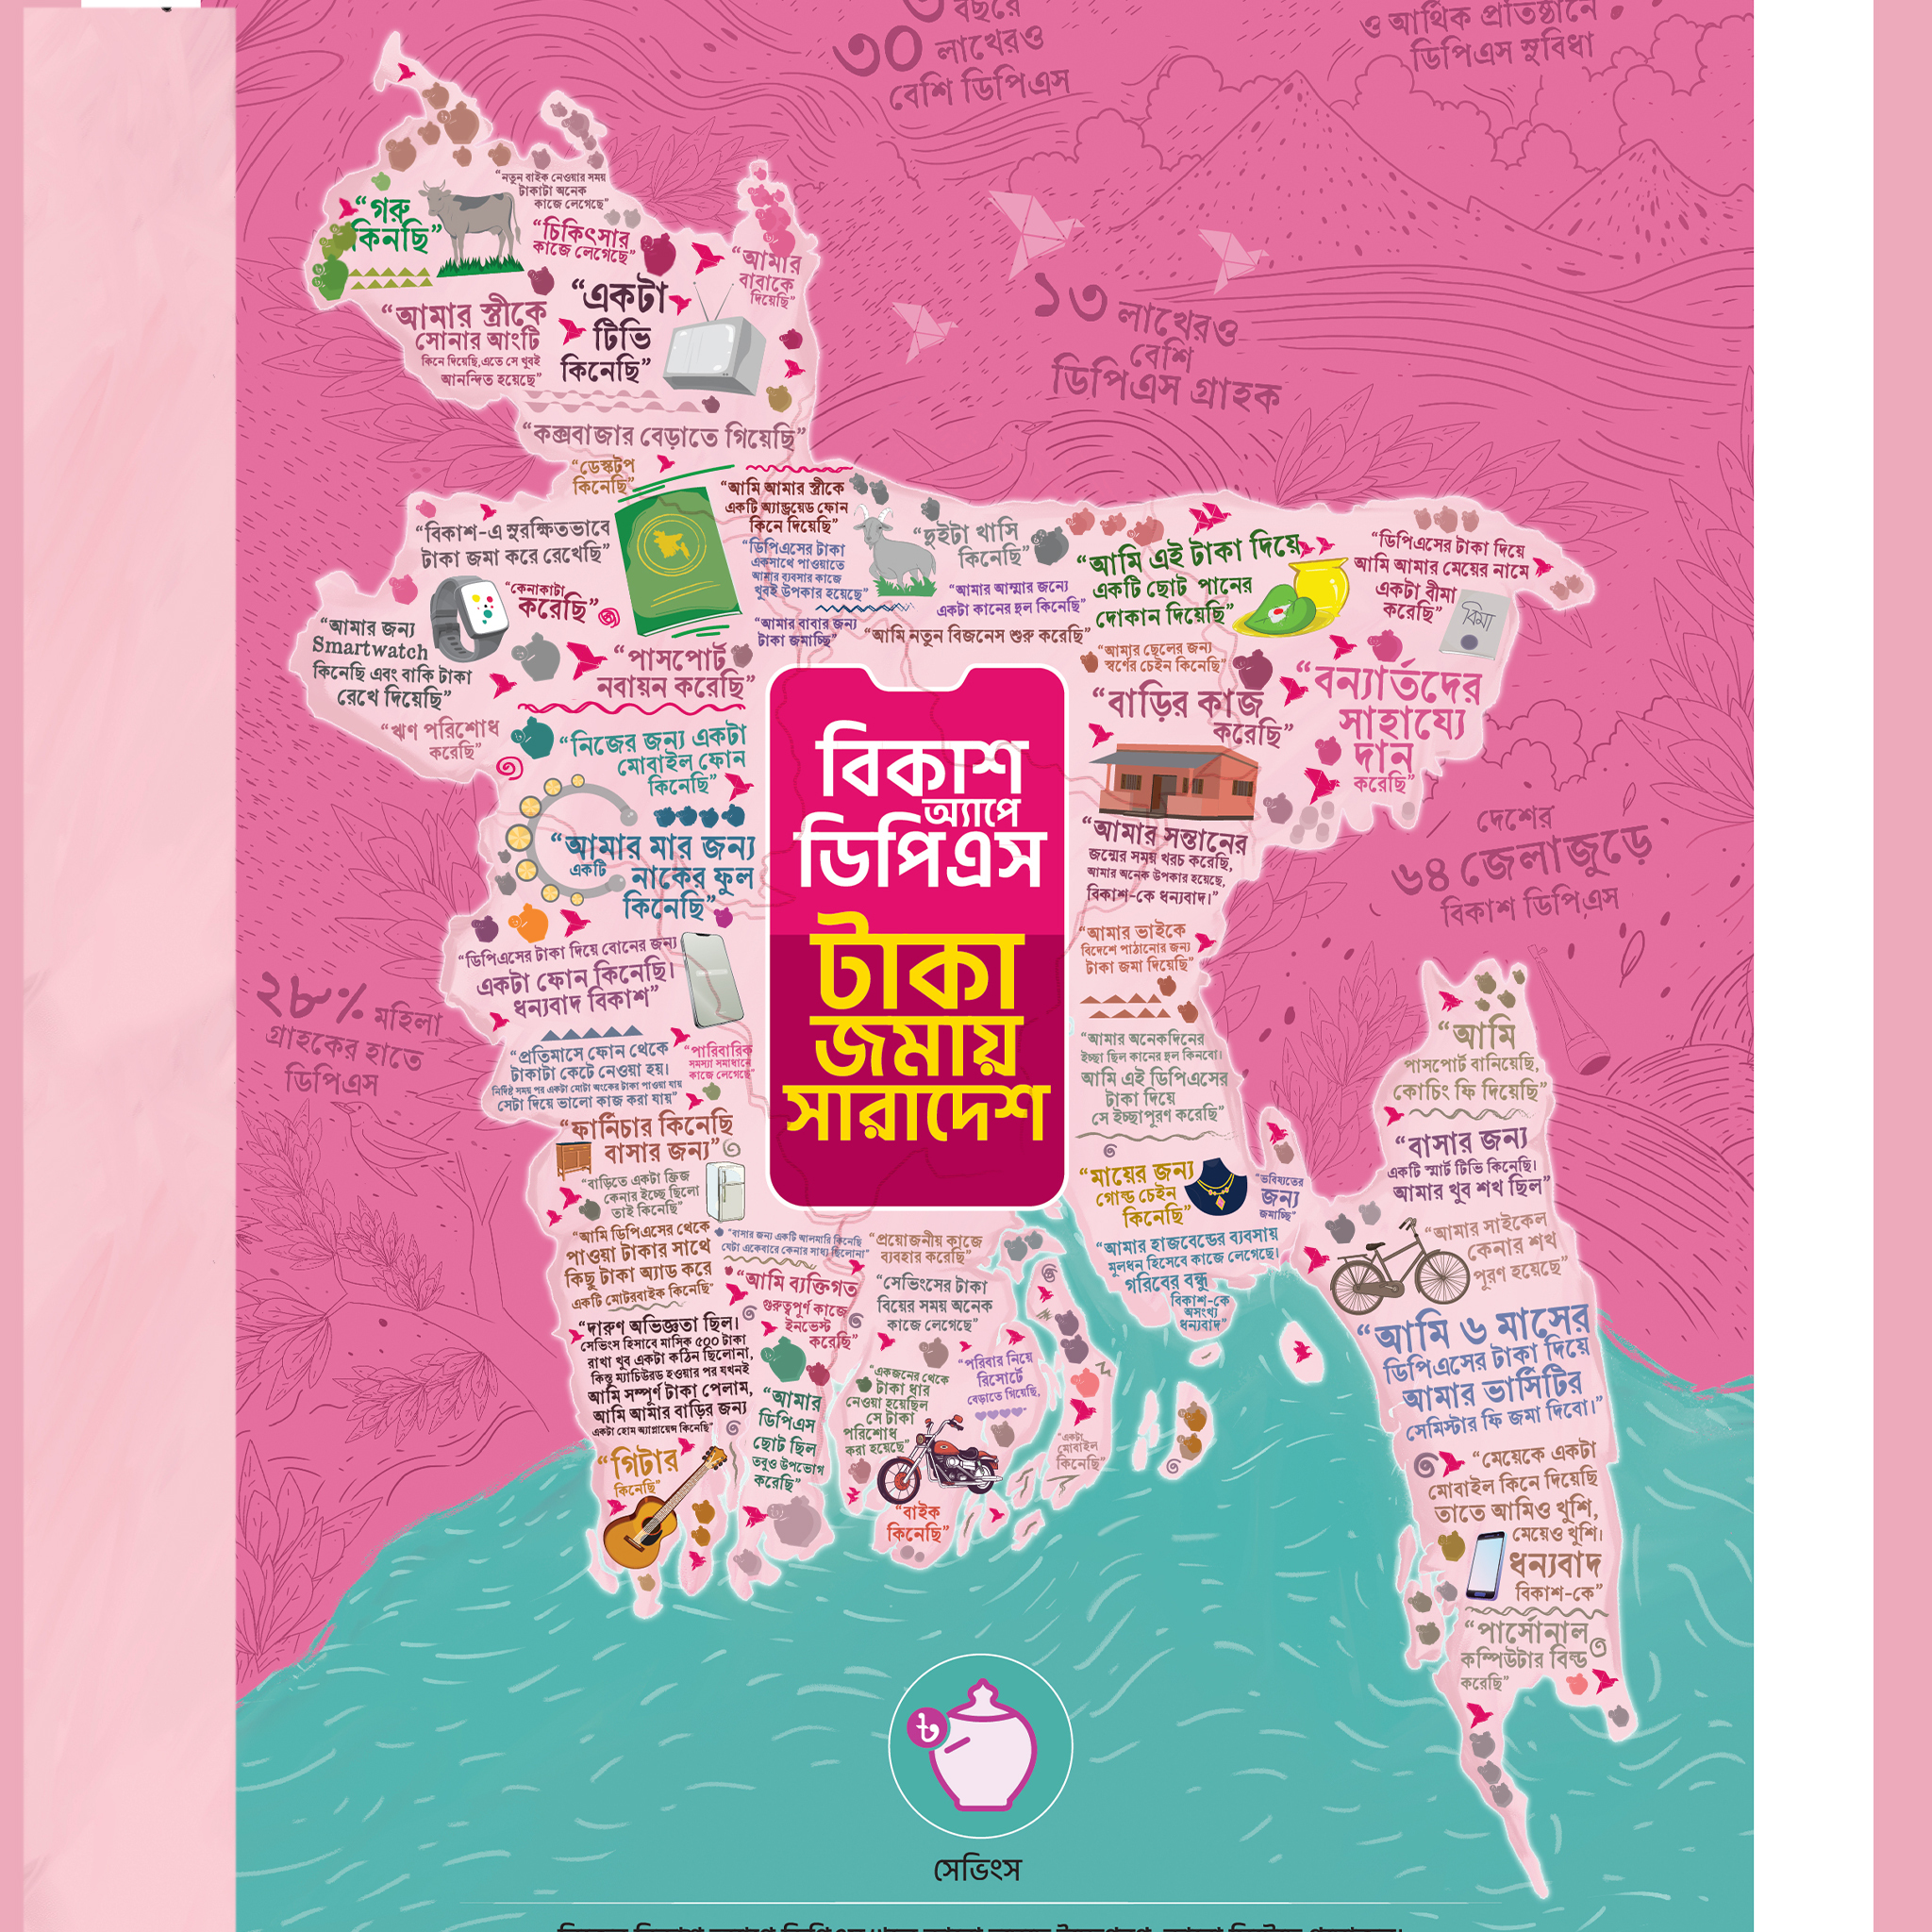 বছরে
৩০ লাখেরও
বেশি ডিপিএস
ও আর্থিক প্রতিষ্ঠানে
ডিপিএস সুবিধা
১৩ লাখেরও
বেশি
ডিপিএস গ্রাহক
দেশের
৬৪ জেলাজুড়ে
বিকাশ ডিপিএস
২৮% মহিলা
গ্রাহকের হাতে
ডিপিএস
“নতুন বাইক নেওয়ার সময়
টাকাটা অনেক
কাজে লেগেছে”
“গরু
কিনছি”
“চিকিৎসার
কাজে লেগেছে”
“আমার
বাবাকে
দিয়েছি”
“আমার স্ত্রীকে
সোনার আংটি
কিনে দিয়েছি,এতে সে খুবই
আনন্দিত হয়েছে”
“একটা
টিভি
কিনেছি”
“কক্সবাজার বেড়াতে গিয়েছি”
“ডেস্কটপ
কিনেছি”
“বিকাশ-এ সুরক্ষিতভাবে
টাকা জমা করে রেখেছি”
“আমি আমার স্ত্রীকে
একটি অ্যান্ড্রয়েড ফোন
কিনে দিয়েছি”
“ডিপিএসের টাকা
একসাথে পাওয়াতে
আমার ব্যবসার কাজে
খুবই উপকার হয়েছে”
“দুইটা খাসি
কিনেছি”
“আমি এই টাকা দিয়ে
একটি ছোট পানের
দোকান দিয়েছি”
“ডিপিএসের টাকা দিয়ে
আমি আমার মেয়ের নামে
একটা বীমা
করেছি”
বিমা
“কেনাকাটা
করেছি”
“আমার আম্মার জন্যে
একটা কানের দুল কিনেছি”
“আমার জন্য
Smartwatch
কিনেছি এবং বাকি টাকা
রেখে দিয়েছি”
“আমার বাবার জন্য
টাকা জমাচ্ছি”
“আমি নতুন বিজনেস শুরু করেছি”
“পাসপোর্ট
নবায়ন করেছি”
“আমার ছেলের জন্য
স্বর্ণের চেইন কিনেছি”
“বাড়ির কাজ
করেছি”
“বন্যার্তদের
সাহায্যে
দান
করেছি”
“ঋণ পরিশোধ
করেছি”
“নিজের জন্য একটা
মোবাইল ফোন
কিনেছি”
বিকাশ
অ্যাপে
ডিপিএস
টাকা
জমায়
সারাদেশ
“আমার মার জন্য
একটি নাকের ফুল
কিনেছি”
“আমার সন্তানের
জন্মের সময় খরচ করেছি,
আমার অনেক উপকার হয়েছে,
বিকাশ-কে ধন্যবাদ।”
“ডিপিএসের টাকা দিয়ে বোনের জন্য
একটা ফোন কিনেছি।
ধন্যবাদ বিকাশ”
“আমার ভাইকে
বিদেশে পাঠানোর জন্য
টাকা জমা দিয়েছি”
“প্রতিমাসে ফোন থেকে
টাকাটা কেটে নেওয়া হয়।
নির্দিষ্ট সময় পর একটা মোটা অংকের টাকা পাওয়া যায়
সেটা দিয়ে ভালো কাজ করা যায়”
“পারিবারিক
সমস্যা সমাধানে
কাজে লেগেছে”
“আমার অনেকদিনের
ইচ্ছা ছিল কানের দুল কিনবো।
আমি এই ডিপিএসের
টাকা দিয়ে
সে ইচ্ছাপূরণ করেছি”
“ফার্নিচার কিনেছি
বাসার জন্য”
“বাড়িতে একটা ফ্রিজ
কেনার ইচ্ছে ছিলো
তাই কিনেছি”
“মায়ের জন্য
গোল্ড চেইন
কিনেছি”
“ভবিষ্যতের
জন্য
জমাচ্ছি”
“আমি
পাসপোর্ট বানিয়েছি,
কোচিং ফি দিয়েছি”
“বাসার জন্য
একটি স্মার্ট টিভি কিনেছি।
আমার খুব শখ ছিল”
“আমি ডিপিএসের থেকে
পাওয়া টাকার সাথে
কিছু টাকা অ্যাড করে
একটি মোটরবাইক কিনেছি”
“বাসার জন্য একটি আলমারি কিনেছি
যেটা একেবারে কেনার সাধ্য ছিলোনা”
“প্রয়োজনীয় কাজে
ব্যবহার করেছি”
“আমার হাজবেন্ডের ব্যবসায়
মূলধন হিসেবে কাজে লেগেছে।
গরিবের বন্ধু
বিকাশ-কে
অসংখ্য
ধন্যবাদ”
“আমার সাইকেল
কেনার শখ
পূরণ হয়েছে”
“আমি ব্যক্তিগত
গুরুত্বপূর্ণ কাজে
ইনভেস্ট
করেছি”
“সেভিংসের টাকা
বিয়ের সময় অনেক
কাজে লেগেছে”
“দারুণ অভিজ্ঞতা ছিল।
সেভিংস হিসাবে মাসিক ৫০০ টাকা
রাখা খুব একটা কঠিন ছিলোনা,
কিন্তু ম্যাচিউরড হওয়ার পর যখনই
আমি সম্পূর্ণ টাকা পেলাম,
আমি আমার বাড়ির জন্য
একটা হোম অ্যাপ্লায়েন্স কিনেছি”
“আমার
ডিপিএস
ছোট ছিল
তবুও উপভোগ
করেছি”
“একজনের থেকে
টাকা ধার
নেওয়া হয়েছিল
সে টাকা
পরিশোধ
করা হয়েছে”
“পরিবার নিয়ে
রিসোর্টে
বেড়াতে গিয়েছি,
“একটা
মোবাইল
কিনেছি”
“আমি ৬ মাসের
ডিপিএসের টাকা দিয়ে
আমার ভার্সিটির
সেমিস্টার ফি জমা দিবো।”
“গিটার
কিনেছি”
“বাইক
কিনেছি”
“মেয়েকে একটা
মোবাইল কিনে দিয়েছি
তাতে আমিও খুশি,
মেয়েও খুশি।
ধন্যবাদ
বিকাশ-কে”
“পার্সোনাল
কম্পিউটার বিল্ড
করেছি”
৳
সেভিংস